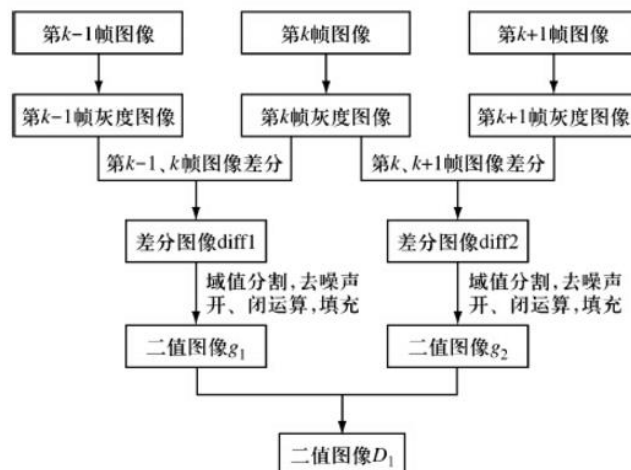 第k-1帧图像 第k帧图像 第k+1帧图像
第k-1帧灰度图像 第k帧灰度图像 第k+1帧灰度图像
第k-1、k帧图像差分 第k、k+1帧图像差分
差分图像diff1 差分图像diff2
域值分割,去噪声 域值分割,去噪声
开、闭运算,填充 开、闭运算,填充
二值图像g₁ 二值图像g₂
二值图像D₁